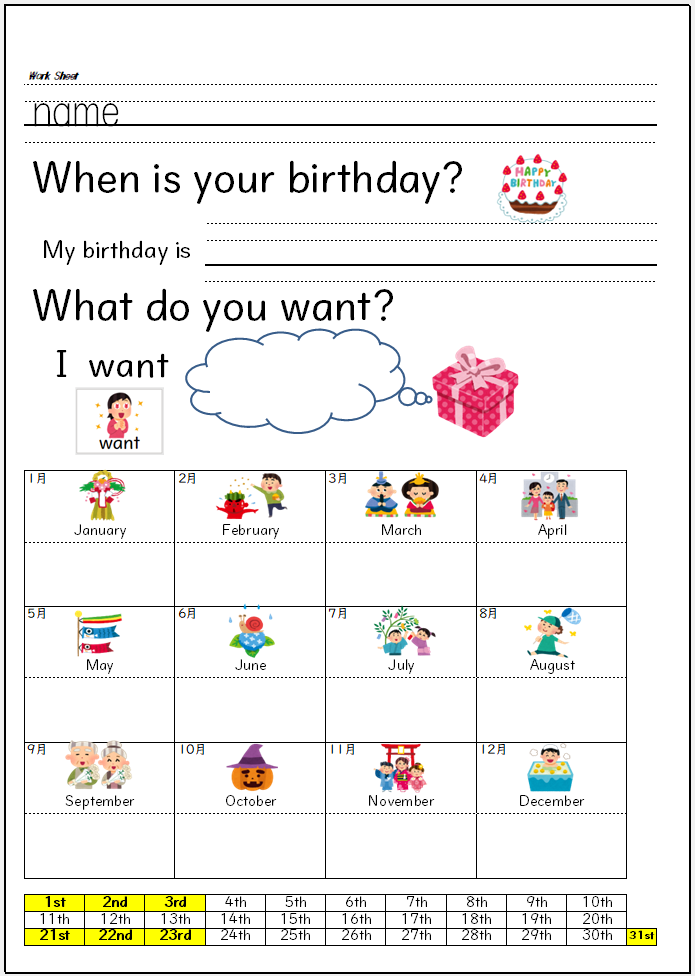 Work Sheet
name
When is your birthday?
HAPPY
BIRTHDAY
My birthday is
What do you want?
I want
want
1月 2月 3月 4月
January February March April
5月 6月 7月 8月
May June July August
9月 10月 11月 12月
September October November December
1st 2nd 3rd 4th 5th 6th 7th 8th 9th 10th
11th 12th 13th 14th 15th 16th 17th 18th 19th 20th
21st 22nd 23rd 24th 25th 26th 27th 28th 29th 30th 31st